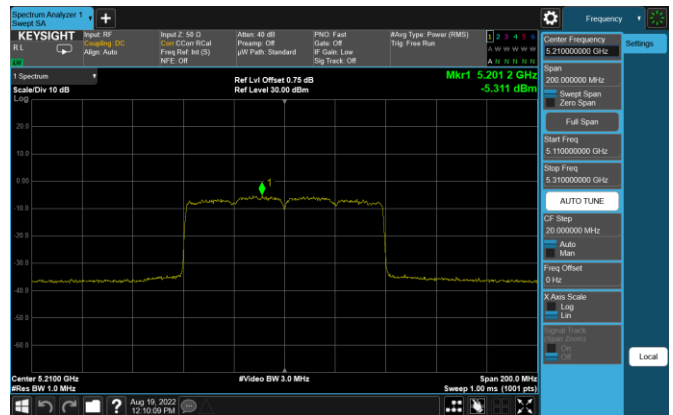 Spectrum Analyzer 1
Swept SA
Frequency
KEYSIGHT
RL
Input: RF
Coupling: DC
Align: Auto
Input Z: 50 Ω
Corr CCorr RCal
Freq Ref: Int (S)
NFE: Off
Atten: 40 dB
Preamp: Off
µW Path: Standard
PNO: Fast
Gate: Off
IF Gain: Low
Sig Track: Off
#Avg Type: Power (RMS)
Trig: Free Run
1 2 3 4 5 6
A W W W W W
A N N N N N
1 Spectrum
Scale/Div 10 dB
Log
Ref Lvl Offset 0.75 dB
Ref Level 30.00 dBm
Mkr1 5.201 2 GHz
-5.311 dBm
1
20.0
10.0
0.00
-10.0
-20.0
-30.0
-40.0
-50.0
-60.0
Center 5.2100 GHz
#Res BW 1.0 MHz
#Video BW 3.0 MHz
Span 200.0 MHz
Sweep 1.00 ms (1001 pts)
Center Frequency
5.210000000 GHz
Settings
Span
200.000000 MHz
Swept Span
Zero Span
Full Span
Start Freq
5.110000000 GHz
Stop Freq
5.310000000 GHz
AUTO TUNE
CF Step
20.000000 MHz
Auto
Man
Freq Offset
0 Hz
X Axis Scale
Log
Lin
Signal Track
(Span Zoom)
On
Off
Local
Aug 19, 2022
12:10:09 PM